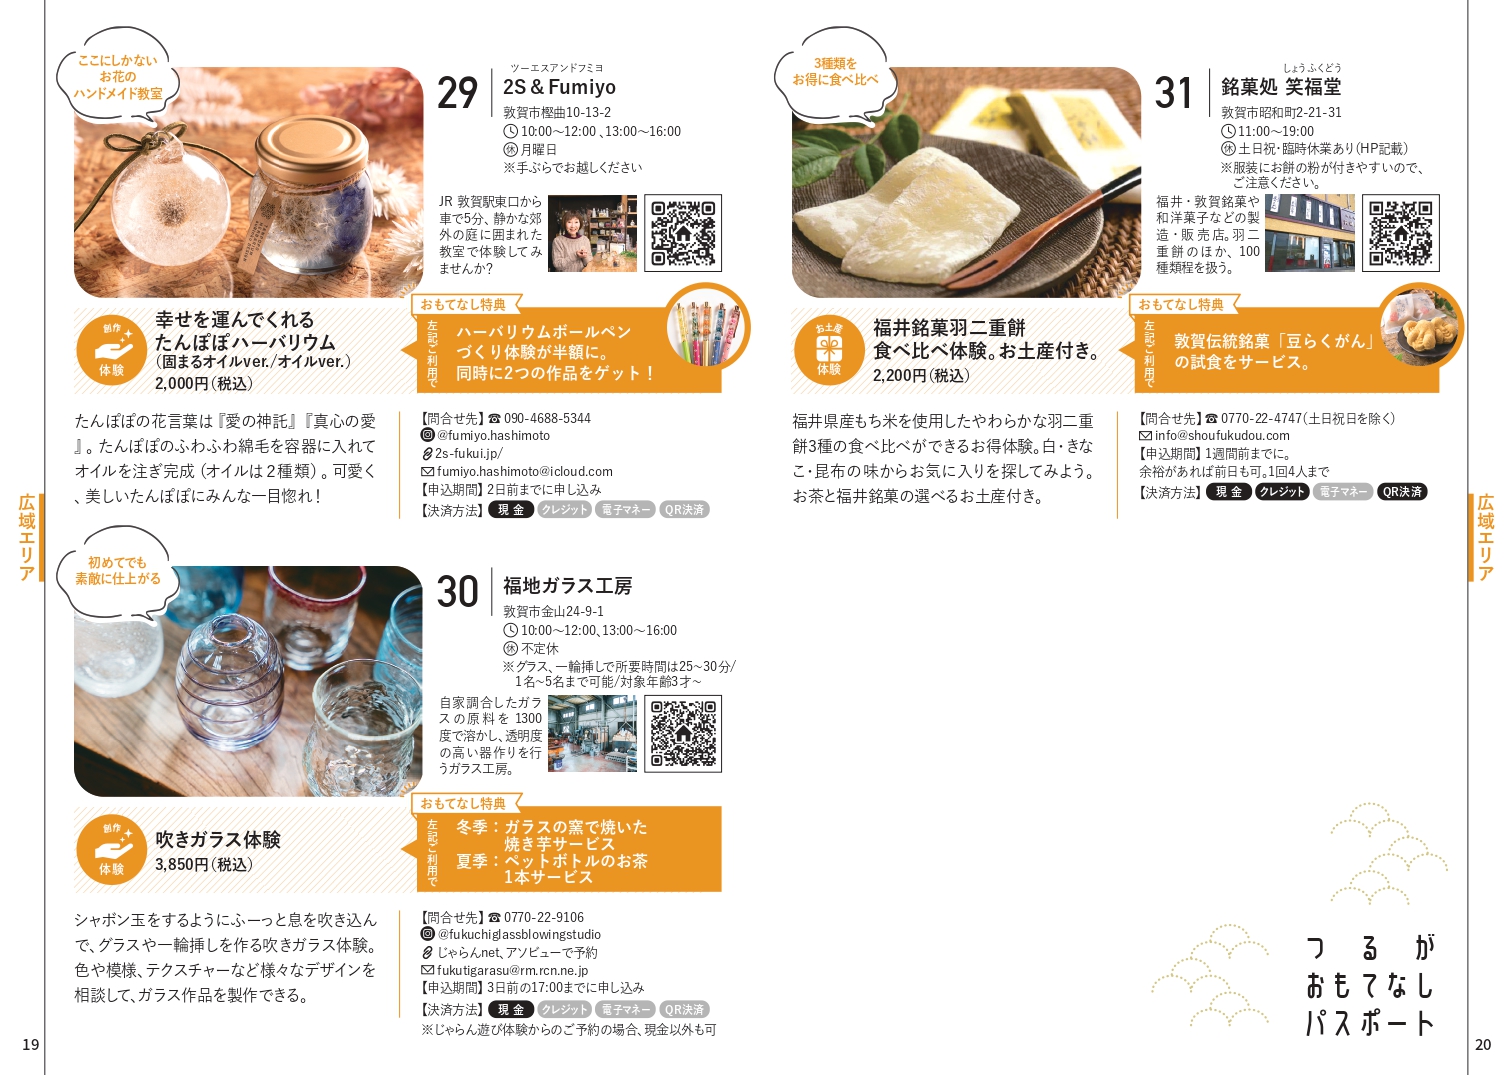 ここにしかない
お花の
ハンドメイド教室
29
ツーエスアンドフミヨ
2S & Fumiyo
敦賀市樫曲10-13-2
10:00～12:00 、13:00～16:00
休 月曜日
※手ぶらでお越しください
JR 敦賀駅東口から
車で5分、静かな郊
外の庭に囲まれた
教室で体験してみ
ませんか?
創作
体験
幸せを運んでくれる
たんぽぽハーバリウム
（固まるオイルver./オイルver.）
2,000円（税込）
おもてなし特典
左記ご利用で
ハーバリウムボールペン
づくり体験が半額に。
同時に2つの作品をゲット！
たんぽぽの花言葉は『愛の神託』『真心の愛
』。たんぽぽのふわふわ綿毛を容器に入れて
オイルを注ぎ完成（オイルは２種類）。可愛く
、美しいたんぽぽにみんな一目惚れ！
【問合せ先】☎ 090-4688-5344
@fumiyo.hashimoto
2s-fukui.jp/
fumiyo.hashimoto@icloud.com
【申込期間】2日前までに申し込み
【決済方法】 現 金 クレジット 電子マネー QR決済
初めてでも
素敵に仕上がる
30
福地ガラス工房
敦賀市金山24-9-1
10:00～12:00、13:00～16:00
休 不定休
※グラス、一輪挿しで所要時間は25~30分/
1名~5名まで可能/対象年齢3才~
自家調合したガラ
スの原料を 1300
度で溶かし、透明度
の高い器作りを行
うガラス工房。
創作
体験
吹きガラス体験
3,850円（税込）
おもてなし特典
左記ご利用で
冬季：ガラスの窯で焼いた
焼き芋サービス
夏季：ペットボトルのお茶
1本サービス
シャボン玉をするようにふーっと息を吹き込ん
で、グラスや一輪挿しを作る吹きガラス体験。
色や模様、テクスチャーなど様々なデザインを
相談して、ガラス作品を製作できる。
【問合せ先】☎ 0770-22-9106
@fukuchiglassblowingstudio
じゃらんnet、アソビューで予約
fukutigarasu@rm.rcn.ne.jp
【申込期間】3日前の17:00までに申し込み
【決済方法】 現 金 クレジット 電子マネー QR決済
※じゃらん遊び体験からのご予約の場合、現金以外も可
広域エリア
19
3種類を
お得に食べ比べ
31
しょうふくどう
銘菓処 笑福堂
敦賀市昭和町2-21-31
11:00～19:00
休 土日祝・臨時休業あり（HP記載）
※服装にお餅の粉が付きやすいので、
ご注意ください。
福井・敦賀銘菓や
和洋菓子などの製
造・販売店。羽二
重餅のほか、100
種類程を扱う。
お土産
体験
福井銘菓羽二重餅
食べ比べ体験。お土産付き。
2,200円（税込）
おもてなし特典
左記ご利用で
敦賀伝統銘菓「豆らくがん」
の試食をサービス。
福井県産もち米を使用したやわらかな羽二重
餅3種の食べ比べができるお得体験。白・きな
こ・昆布の味からお気に入りを探してみよう。
お茶と福井銘菓の選べるお土産付き。
【問合せ先】☎ 0770-22-4747（土日祝日を除く）
info@shoufukudou.com
【申込期間】1週間前までに。
余裕があれば前日も可。1回4人まで
【決済方法】 現 金 クレジット 電子マネー QR決済
つるが
おもてなし
パスポート
広域エリア
20